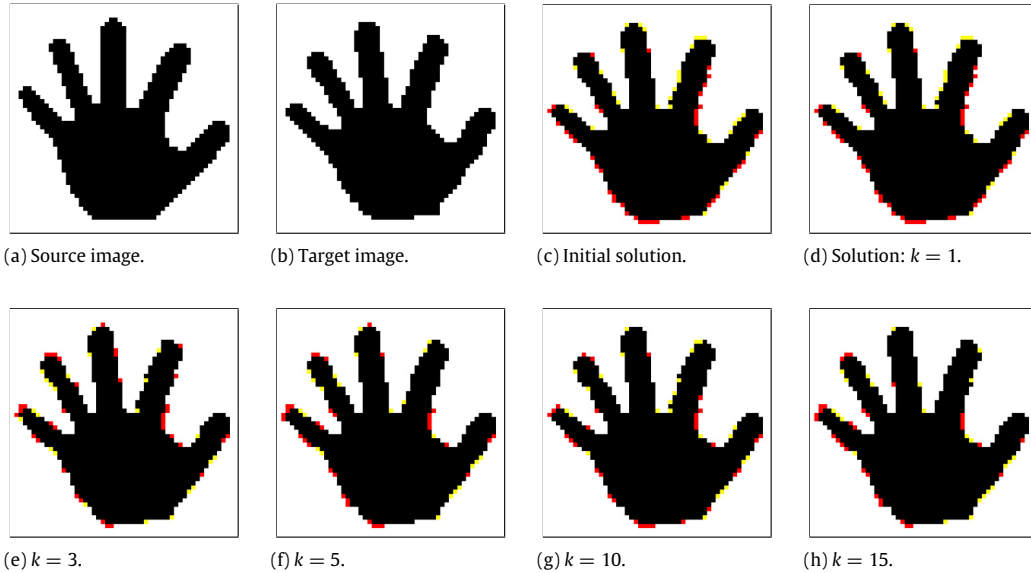 (a) Source image.
(b) Target image.
(c) Initial solution.
(d) Solution: k = 1.
(e) k = 3.
(f) k = 5.
(g) k = 10.
(h) k = 15.